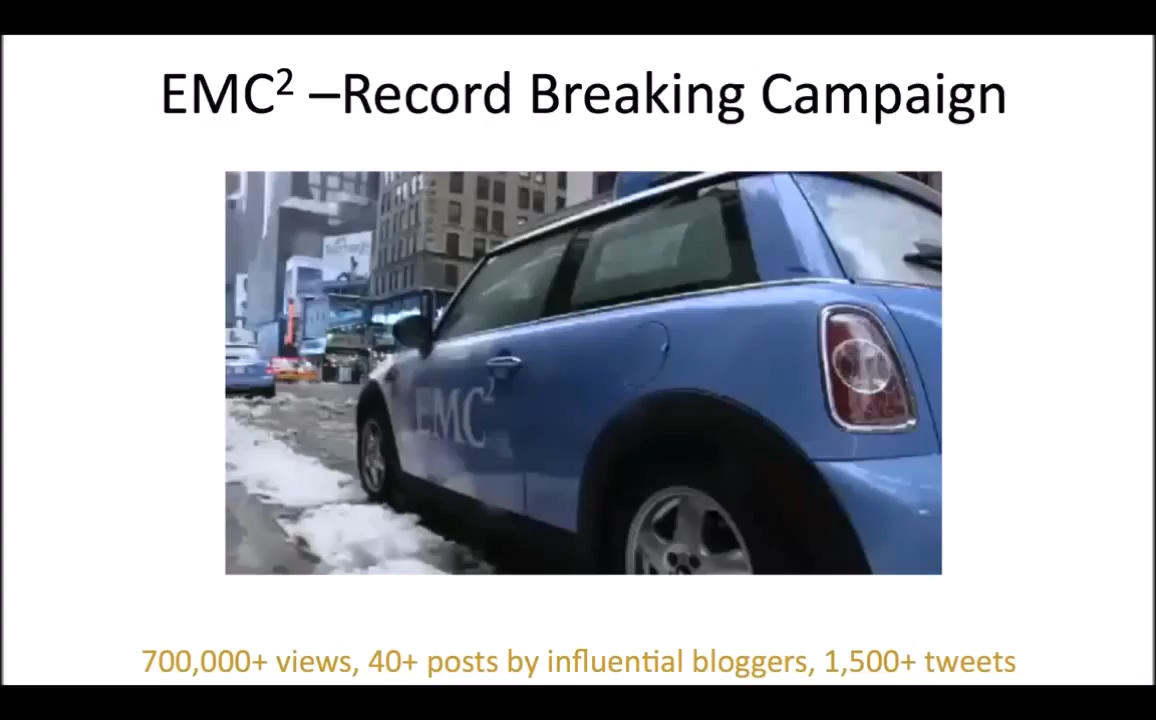 EMC² –Record Breaking Campaign
EMC²
700,000+ views, 40+ posts by influential bloggers, 1,500+ tweets